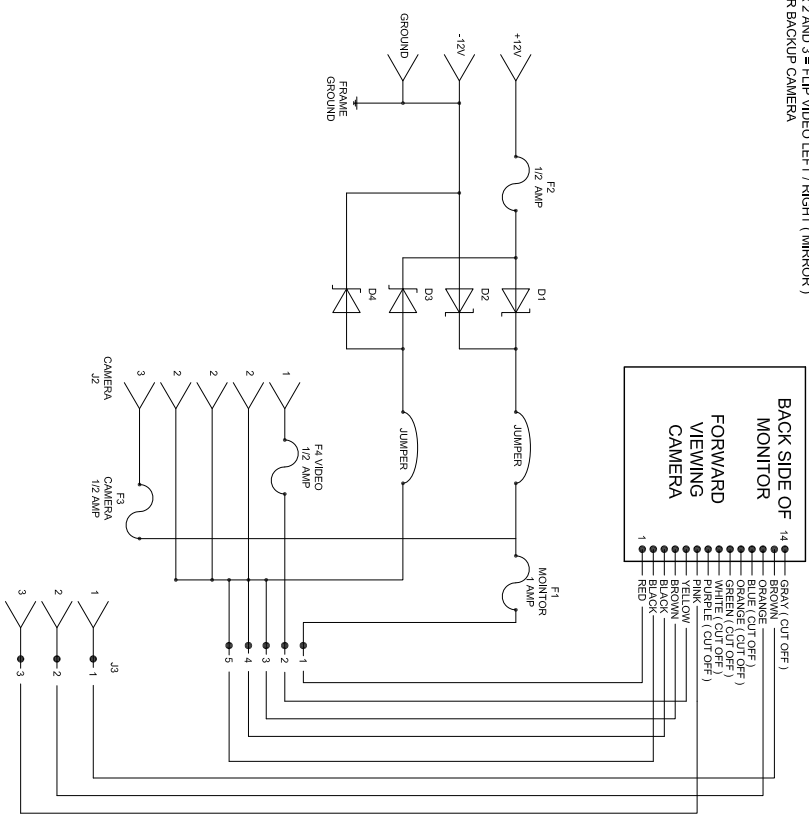 2 AND 3 = FLIP VIDEO LEFT / RIGHT ( MIRROR )
R BACKUP CAMERA
BACK SIDE OF
MONITOR
FORWARD
VIEWING
CAMERA
14
1
GRAY ( CUT OFF )
BROWN
ORANGE
BLUE ( CUT OFF )
ORANGE ( CUT OFF )
GREEN ( CUT OFF )
WHITE ( CUT OFF )
PURPLE ( CUT OFF )
PINK
YELLOW
BROWN
BLACK
BLACK
RED
+12V
-12V
GROUND
FRAME
GROUND
F2
1/2 AMP
D1
D2
D3
D4
JUMPER
JUMPER
F1
MOINTOR
1 AMP
1
2
2
2
3
CAMERA
J2
F4 VIDEO
1/2 AMP
F3
CAMERA
1/2 AMP
1
2
3
4
5
J3
1
2
3
1
2
3